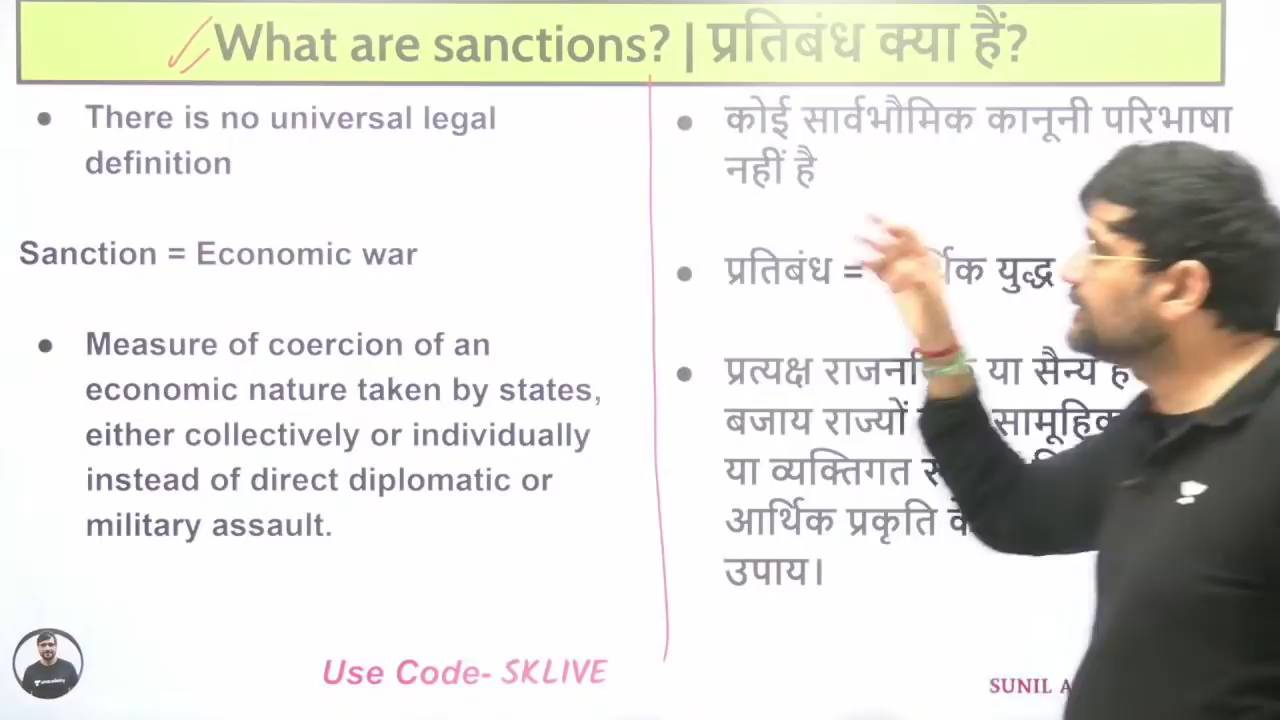 What are sanctions? | प्रतिबंध क्या हैं?
There is no universal legal
definition
Sanction = Economic war
Measure of coercion of an
economic nature taken by states,
either collectively or individually
instead of direct diplomatic or
military assault.
कोई सार्वभौमिक कानूनी परिभाषा
नहीं है
प्रतिबंध = युद्ध
प्रत्यक्ष या सैन्य
बजाय राज्यों
या व्यक्तिगत
आर्थिक प्रकृति
उपाय।
Use Code- SKLIVE
SUNIL